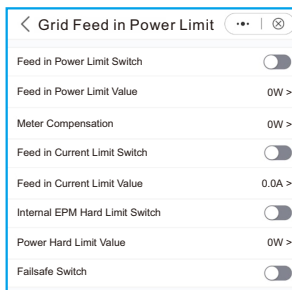 Grid Feed in Power Limit
Feed in Power Limit Switch
Feed in Power Limit Value 0W >
Meter Compensation 0W >
Feed in Current Limit Switch
Feed in Current Limit Value 0.0A >
Internal EPM Hard Limit Switch
Power Hard Limit Value 0W >
Failsafe Switch